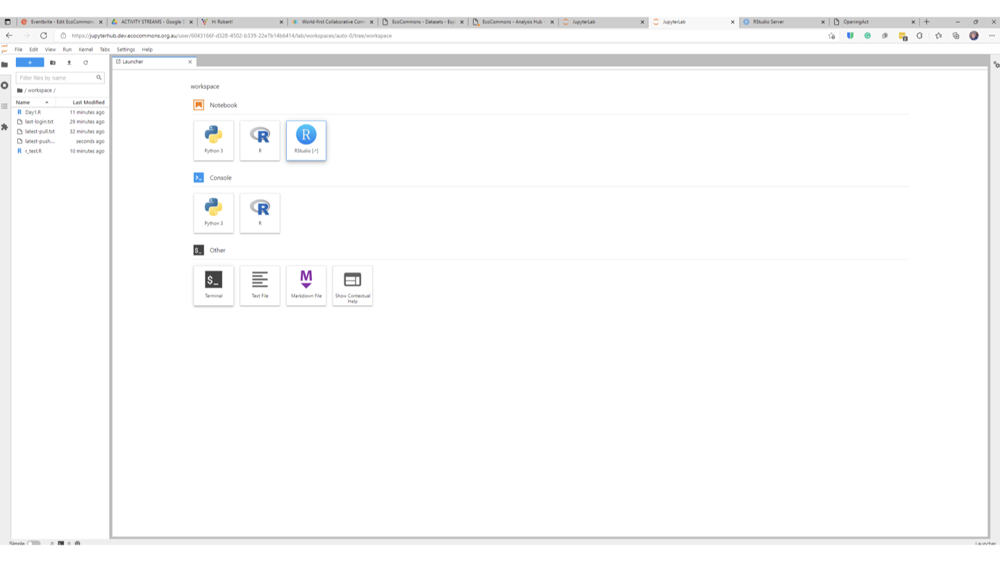 Eventbrite - Edit EcoCommons
ACTIVITY STREAMS - Google D
Hi Robert!
World-first Collaborative Comm
EcoCommons - Datasets - Exp
EcoCommons - Analysis Hub -
JupyterLab
JupyterLab
RStudio Server
OpeningAct
https://jupyterhub.dev.ecocommons.org.au/user/6043166f-d328-4502-b339-22e7b14b6414/lab/workspaces/auto-0/tree/workspace
File Edit View Run Kernel Tabs Settings Help
Launcher
Filter files by name
/ workspace /
Name Last Modified
Day1.R 11 minutes ago
last-login.txt 29 minutes ago
latest-pull.txt 32 minutes ago
latest-push... seconds ago
r_test.R 10 minutes ago
workspace
Notebook
Python 3
R
RStudio [↗]
Console
Python 3
R
Other
$_
Terminal
Text File
Markdown File
Show Contextual
Help
Simple 0 0
Launcher